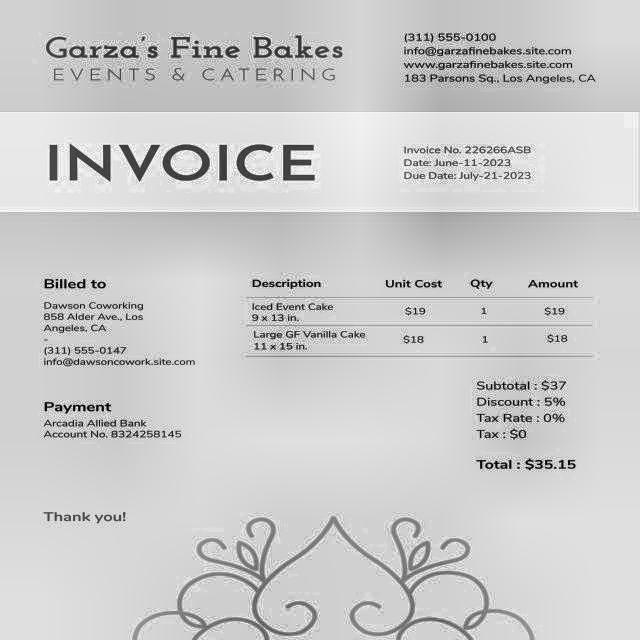 Garza's Fine Bakes
EVENTS & CATERING
(311) 555-0100
info@garzafinebakes.site.com
www.garzafinebakes.site.com
183 Parsons Sq., Los Angeles, CA
INVOICE
Invoice No. 226266ASB
Date: June-11-2023
Due Date: July-21-2023
Billed to
Dawson Coworking
858 Alder Ave., Los
Angeles, CA
-
(311) 555-0147
info@dawsoncowork.site.com
Payment
Arcadia Allied Bank
Account No. 8324258145
Description Unit Cost Qty Amount
Iced Event Cake
9 x 13 in. $19 1 $19
Large GF Vanilla Cake
11 x 15 in. $18 1 $18
Subtotal : $37
Discount : 5%
Tax Rate : 0%
Tax : $0
Total : $35.15
Thank you!